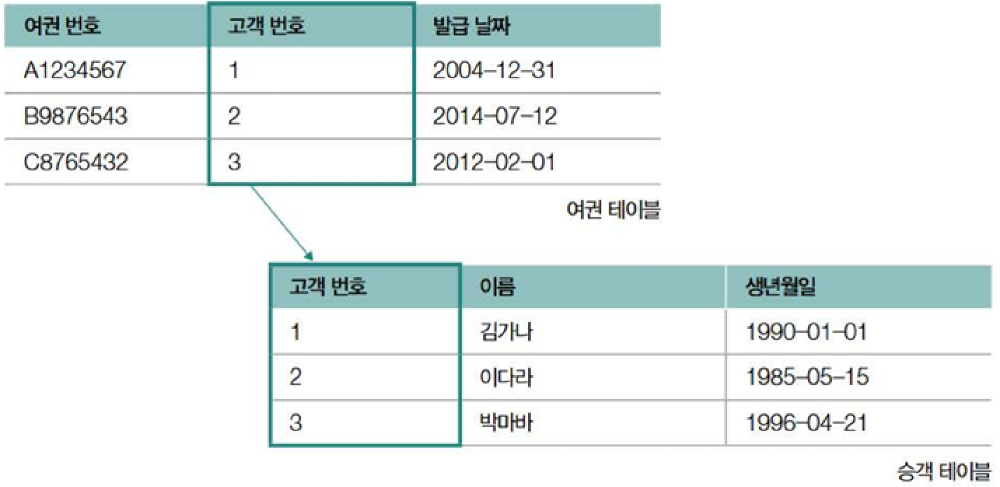 여권 번호 고객 번호 발급 날짜
A1234567 1 2004-12-31
B9876543 2 2014-07-12
C8765432 3 2012-02-01
여권 테이블
고객 번호 이름 생년월일
1 김가나 1990-01-01
2 이다라 1985-05-15
3 박마바 1996-04-21
승객 테이블